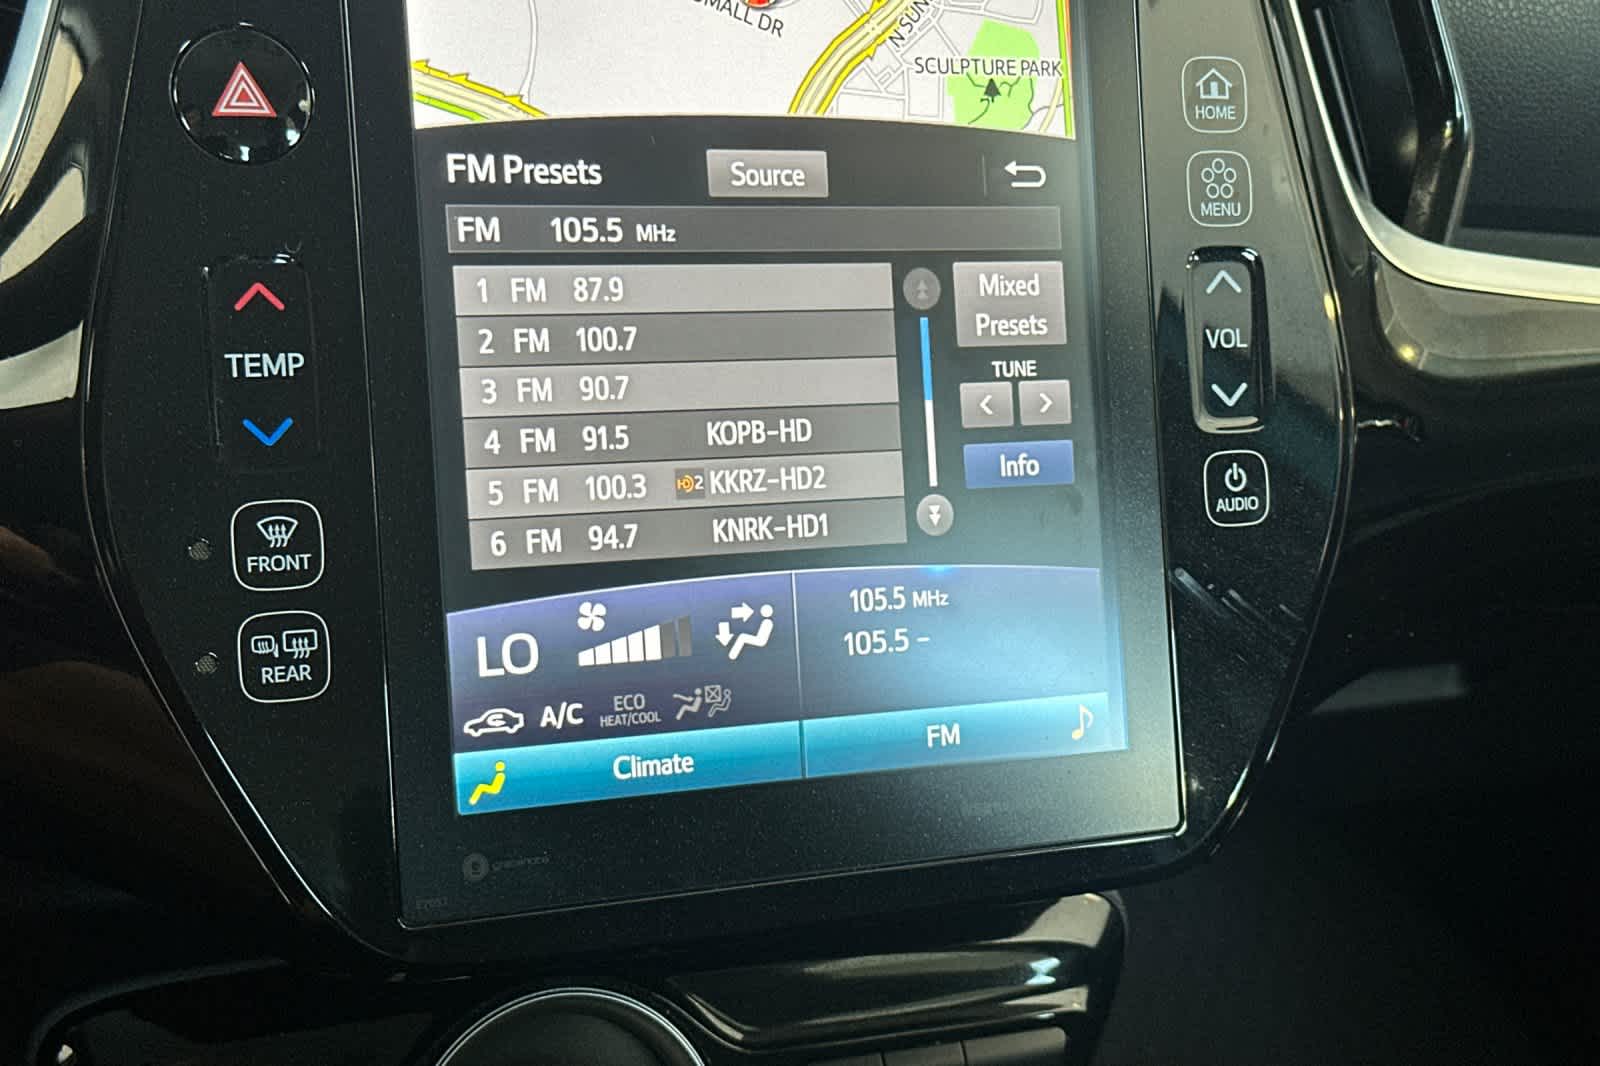 SMALL DR
N SUN
SCULPTURE PARK
HOME
MENU
FM Presets
Source
FM 105.5 MHz
1 FM 87.9
2 FM 100.7
3 FM 90.7
4 FM 91.5 KOPB-HD
5 FM 100.3 HD2 KKRZ-HD2
6 FM 94.7 KNRK-HD1
Mixed
Presets
TUNE
< >
Info
TEMP
VOL
AUDIO
FRONT
REAR
LO
A/C
ECO
HEAT/COOL
Climate
105.5 MHz
105.5 -
FM
gracenote